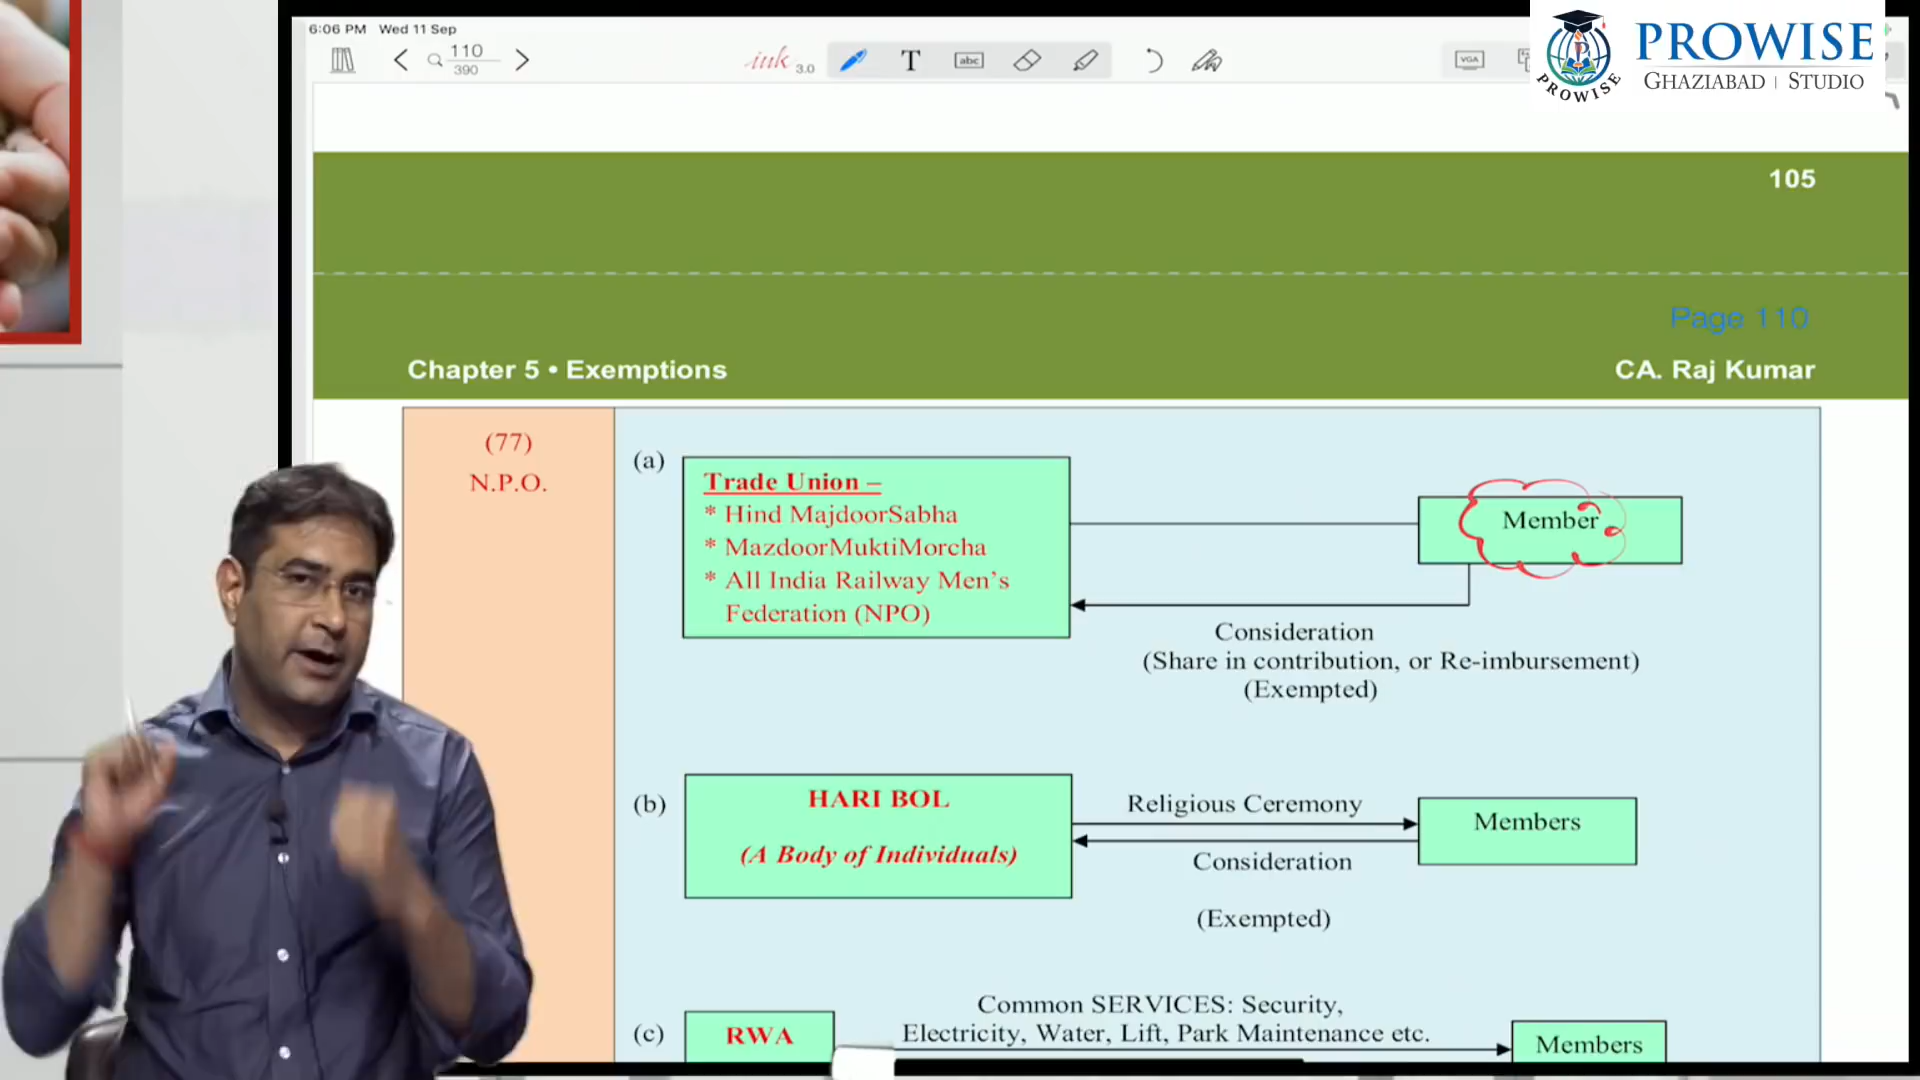 6:06 PM Wed 11 Sep
110
390
ink 3.0
T
abc
VGA
PROWISE
PROWISE
GHAZIABAD | STUDIO
105
Page 110
Chapter 5 • Exemptions
CA. Raj Kumar
(77)
N.P.O.
(a)
Trade Union –
* Hind MajdoorSabha
* MazdoorMuktiMorcha
* All India Railway Men's
Federation (NPO)
Member
Consideration
(Share in contribution, or Re-imbursement)
(Exempted)
(b)
HARI BOL
(A Body of Individuals)
Religious Ceremony
Members
Consideration
(Exempted)
(c)
RWA
Common SERVICES: Security,
Electricity, Water, Lift, Park Maintenance etc.
Members